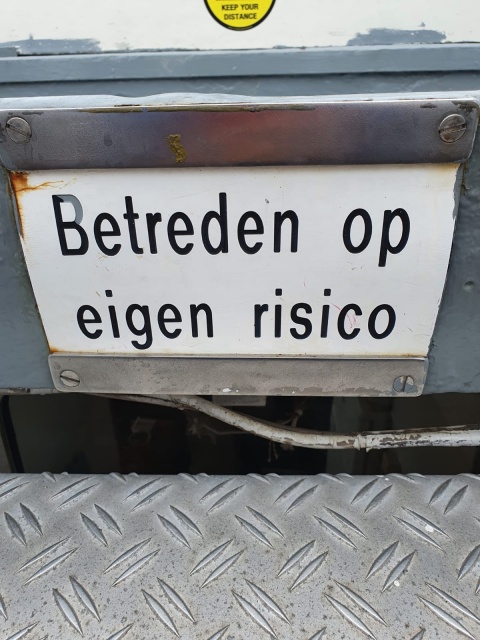 KEEP YOUR
DISTANCE
Betreden op
eigen risico